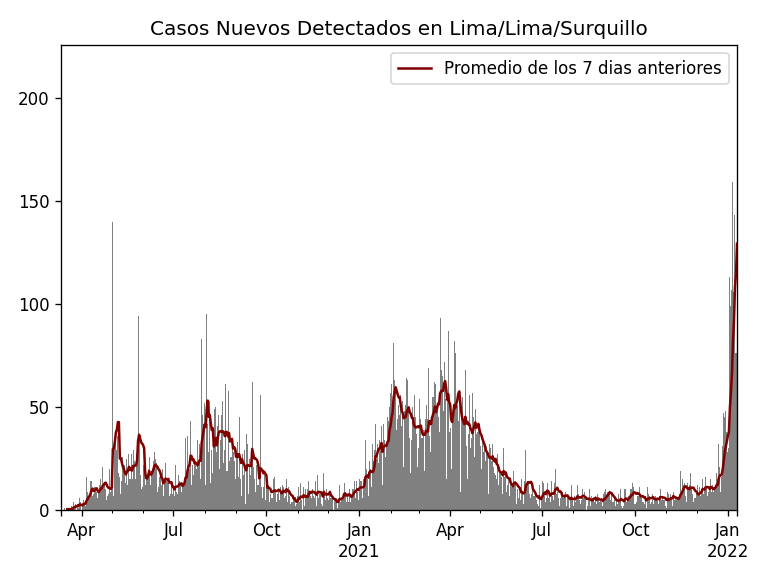 Casos Nuevos Detectados en Lima/Lima/Surquillo
Promedio de los 7 dias anteriores
200
150
100
50
0
Apr Jul Oct Jan Apr Jul Oct Jan
2021 2022